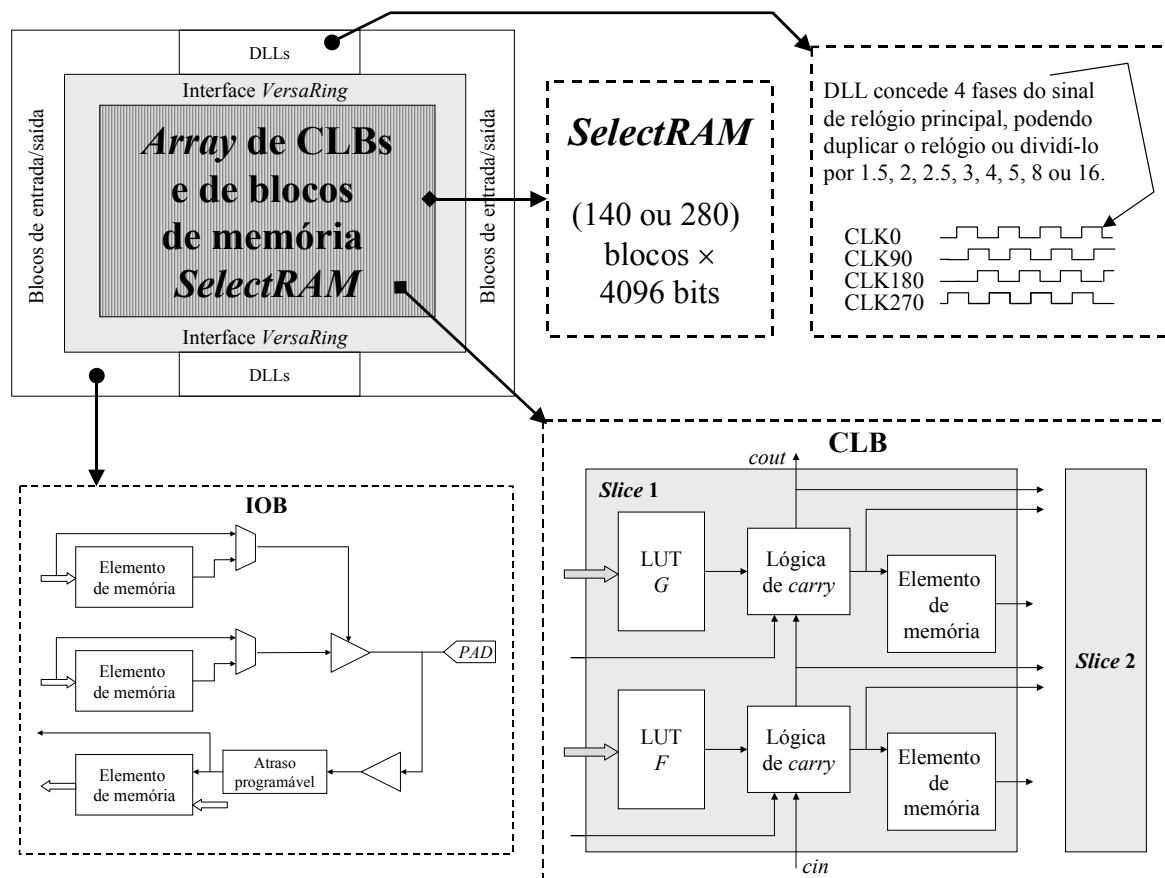 DLLs
Interface VersaRing
Blocos de entrada/saída
Array de CLBs
e de blocos
de memória
SelectRAM
Blocos de entrada/saída
Interface VersaRing
DLLs
SelectRAM
(140 ou 280)
blocos ×
4096 bits
DLL concede 4 fases do sinal
de relógio principal, podendo
duplicar o relógio ou dividí-lo
por 1.5, 2, 2.5, 3, 4, 5, 8 ou 16.
CLK0
CLK90
CLK180
CLK270
IOB
Elemento
de memória
Elemento
de memória
PAD
Atraso
programável
Elemento
de memória
CLB
cout
Slice 1
LUT
G
Lógica
de carry
Elemento
de
memória
LUT
F
Lógica
de carry
Elemento
de
memória
cin
Slice 2